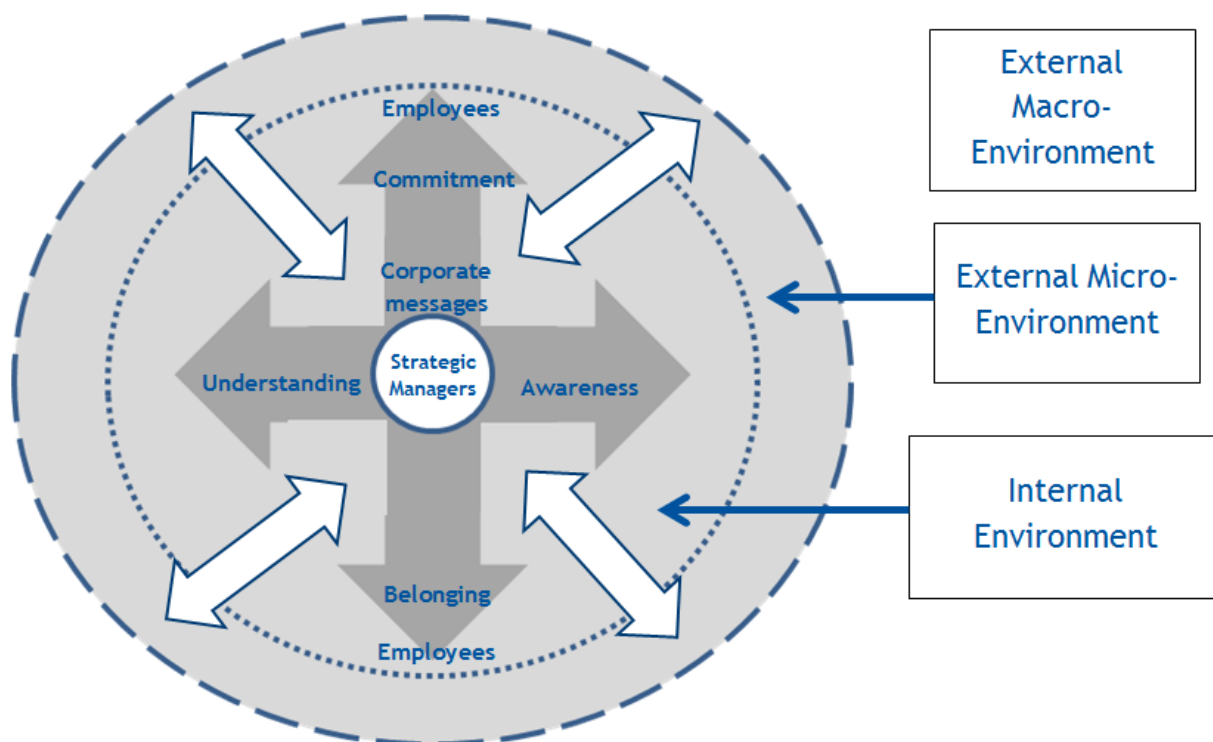 Employees
Commitment
Corporate
messages
Understanding
Strategic
Managers
Awareness
Belonging
Employees
External
Macro-
Environment
External Micro-
Environment
Internal
Environment